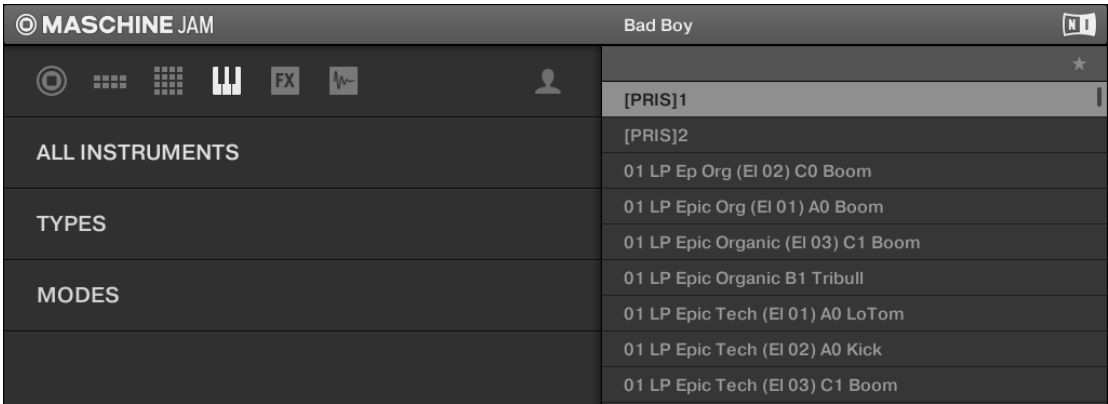 MASCHINE JAM
Bad Boy
FX
ALL INSTRUMENTS
TYPES
MODES
[PRIS]1
[PRIS]2
01 LP Ep Org (El 02) C0 Boom
01 LP Epic Org (El 01) A0 Boom
01 LP Epic Organic (El 03) C1 Boom
01 LP Epic Organic B1 Tribull
01 LP Epic Tech (El 01) A0 LoTom
01 LP Epic Tech (El 02) A0 Kick
01 LP Epic Tech (El 03) C1 Boom